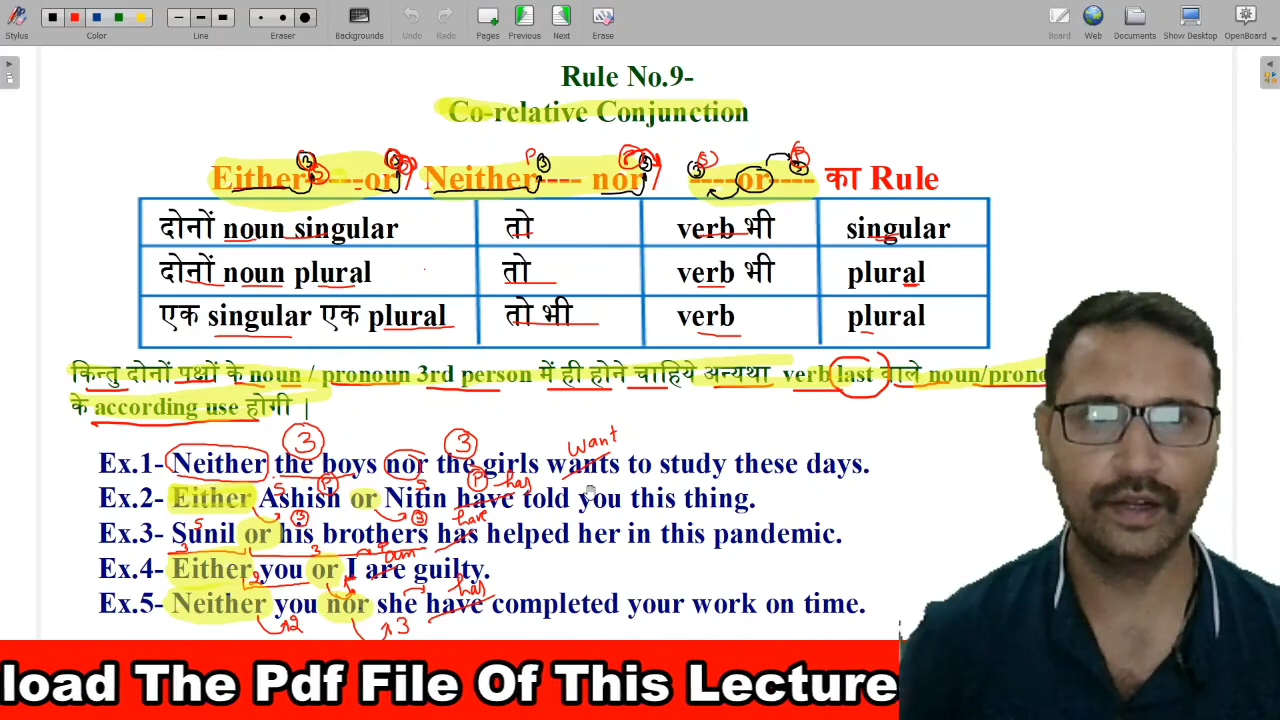 Stylus Color Line Eraser Backgrounds Undo Redo Pages Previous Next Erase Board Web Documents Show Desktop OpenBoard
Rule No.9-
Co-relative Conjunction
Either-----or/ Neither---- nor/ ----or---- का Rule
दोनों noun singular तो verb भी singular
दोनों noun plural तो verb भी plural
एक singular एक plural तो भी verb plural
किन्तु दोनों पक्षों के noun / pronoun 3rd person में ही होने चाहिये अन्यथा verb last वाले noun/prono
के according use होगी |
want
Ex.1- Neither the boys nor the girls wants to study these days.
has
Ex.2- Either Ashish or Nitin have told you this thing.
have
Ex.3- Sunil or his brothers has helped her in this pandemic.
am
Ex.4- Either you or I are guilty.
has
Ex.5- Neither you nor she have completed your work on time.
load The Pdf File Of This Lecture